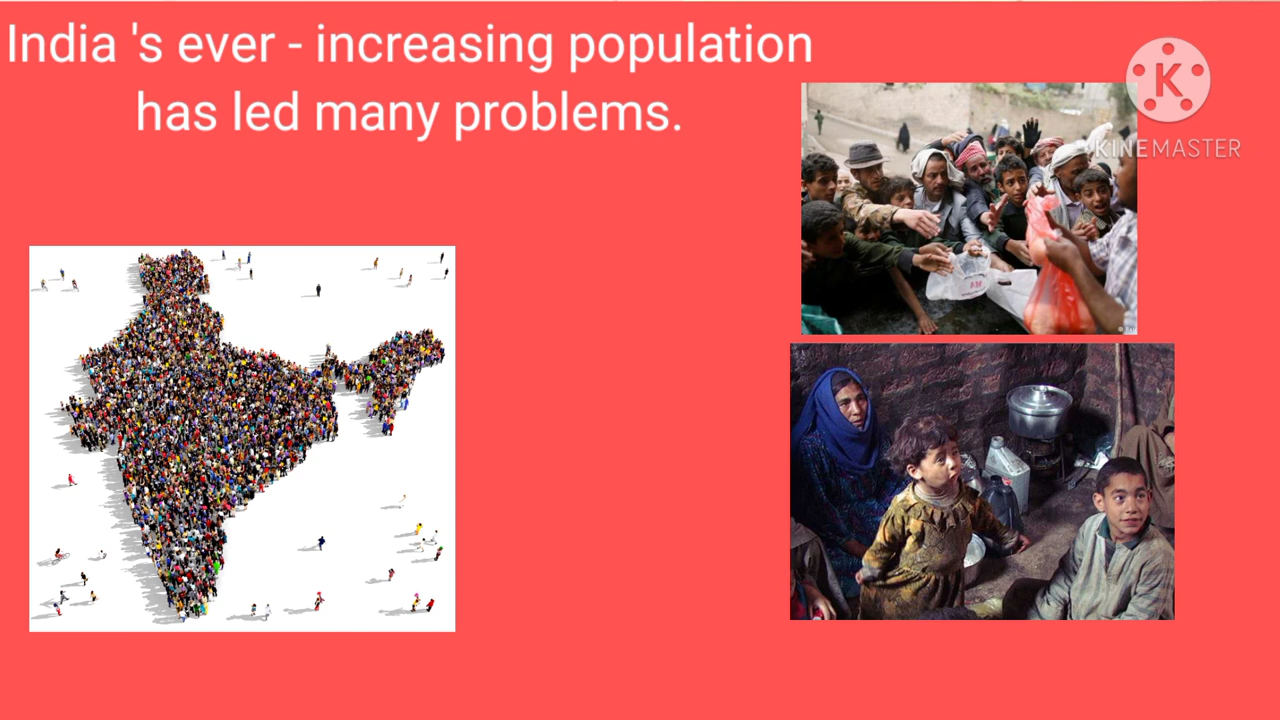 India 's ever - increasing population
has led many problems.
K
KINEMASTER